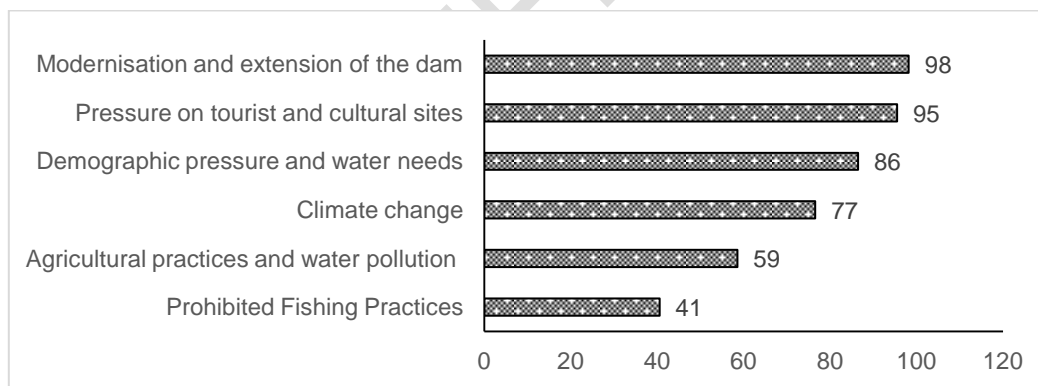 Modernisation and extension of the dam 98
Pressure on tourist and cultural sites 95
Demographic pressure and water needs 86
Climate change 77
Agricultural practices and water pollution 59
Prohibited Fishing Practices 41
0 20 40 60 80 100 120